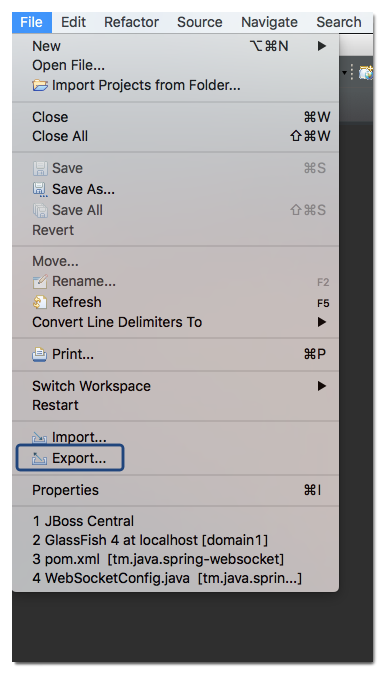 File Edit Refactor Source Navigate Search
New ⌥⌘N ▶
Open File...
Import Projects from Folder...
Close ⌘W
Close All ⇧⌘W
Save ⌘S
Save As...
Save All ⇧⌘S
Revert
Move...
Rename... F2
Refresh F5
Convert Line Delimiters To ▶
Print... ⌘P
Switch Workspace ▶
Restart
Import...
Export...
Properties ⌘I
1 JBoss Central
2 GlassFish 4 at localhost [domain1]
3 pom.xml [tm.java.spring-websocket]
4 WebSocketConfig.java [tm.java.sprin...]